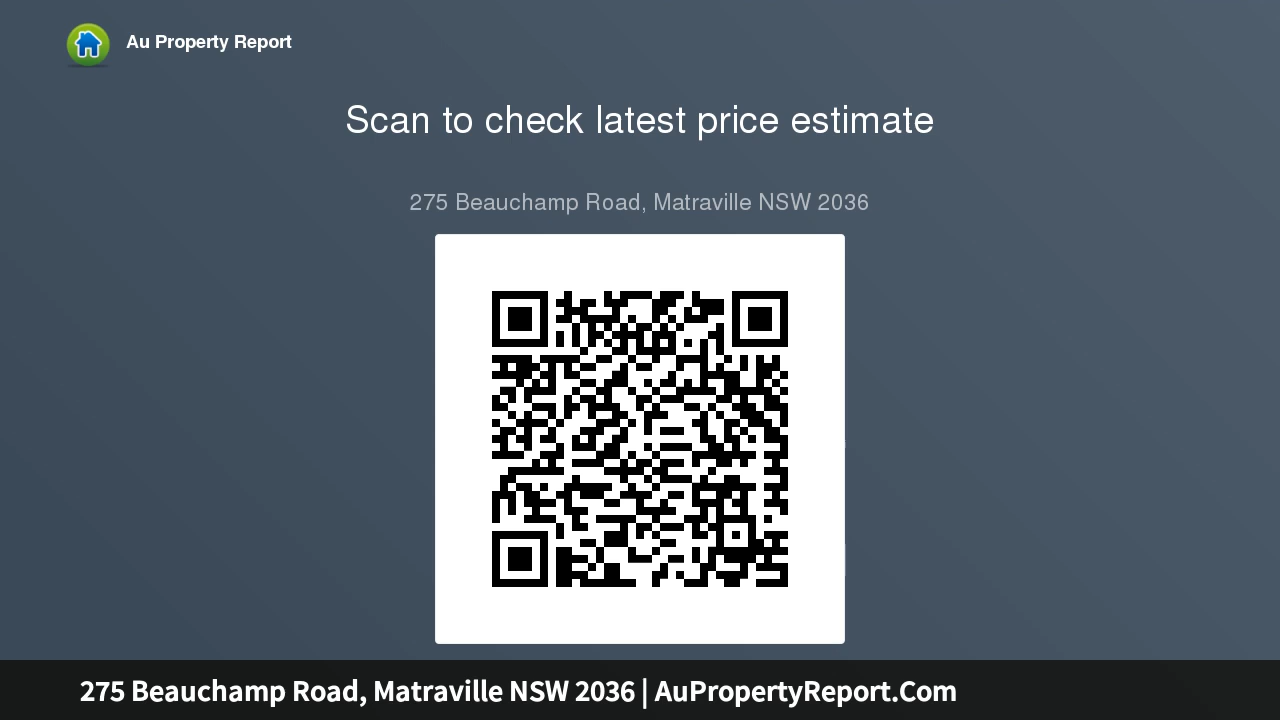 Au Property Report
Scan to check latest price estimate
275 Beauchamp Road, Matraville NSW 2036
275 Beauchamp Road, Matraville NSW 2036 | AuPropertyReport.Com